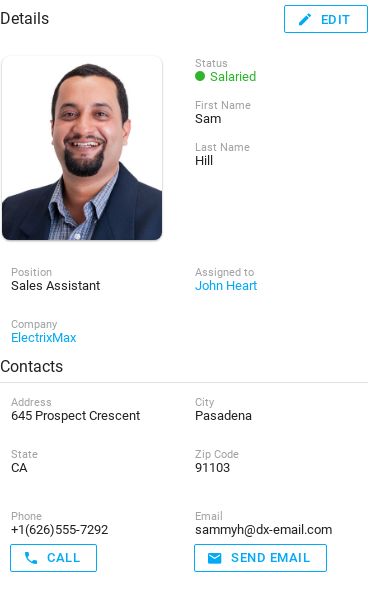 Details
EDIT
Status
Salaried
First Name
Sam
Last Name
Hill
Position
Sales Assistant
Assigned to
John Heart
Company
ElectrixMax
Contacts
Address
645 Prospect Crescent
City
Pasadena
State
CA
Zip Code
91103
Phone
+1(626)555-7292
Email
sammyh@dx-email.com
CALL
SEND EMAIL